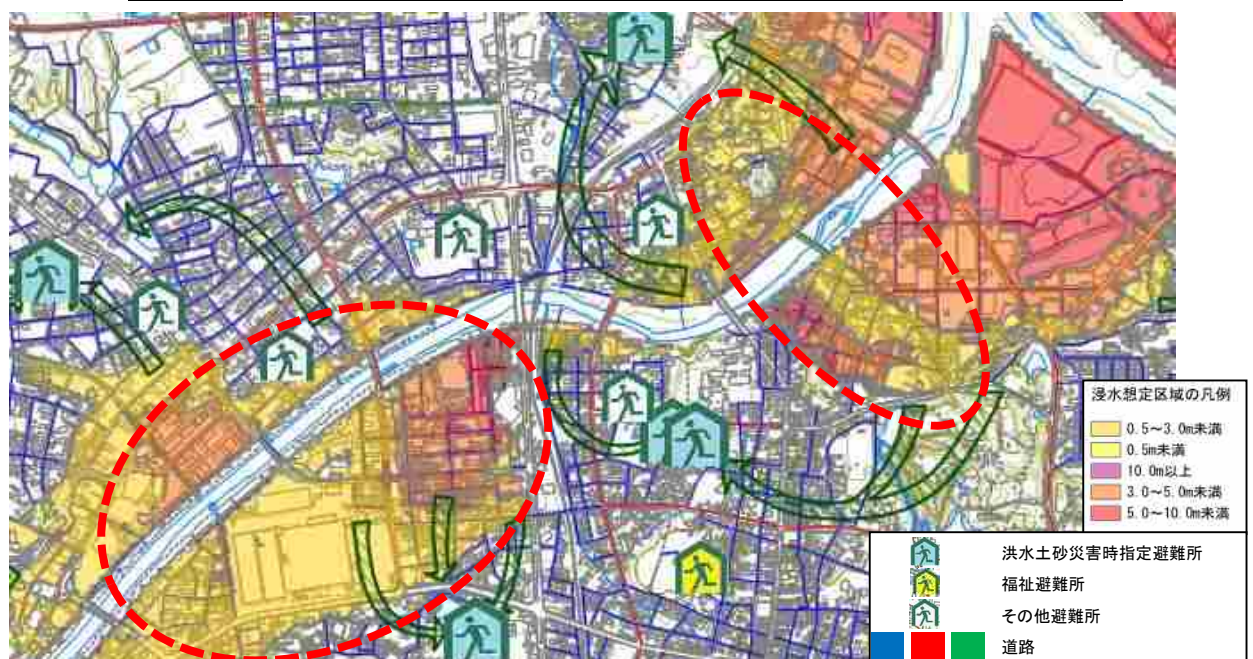 浸水想定区域の凡例
0.5～3.0m未満
0.5m未満
10.0m以上
3.0～5.0m未満
5.0～10.0m未満
洪水土砂災害時指定避難所
福祉避難所
その他避難所
道路